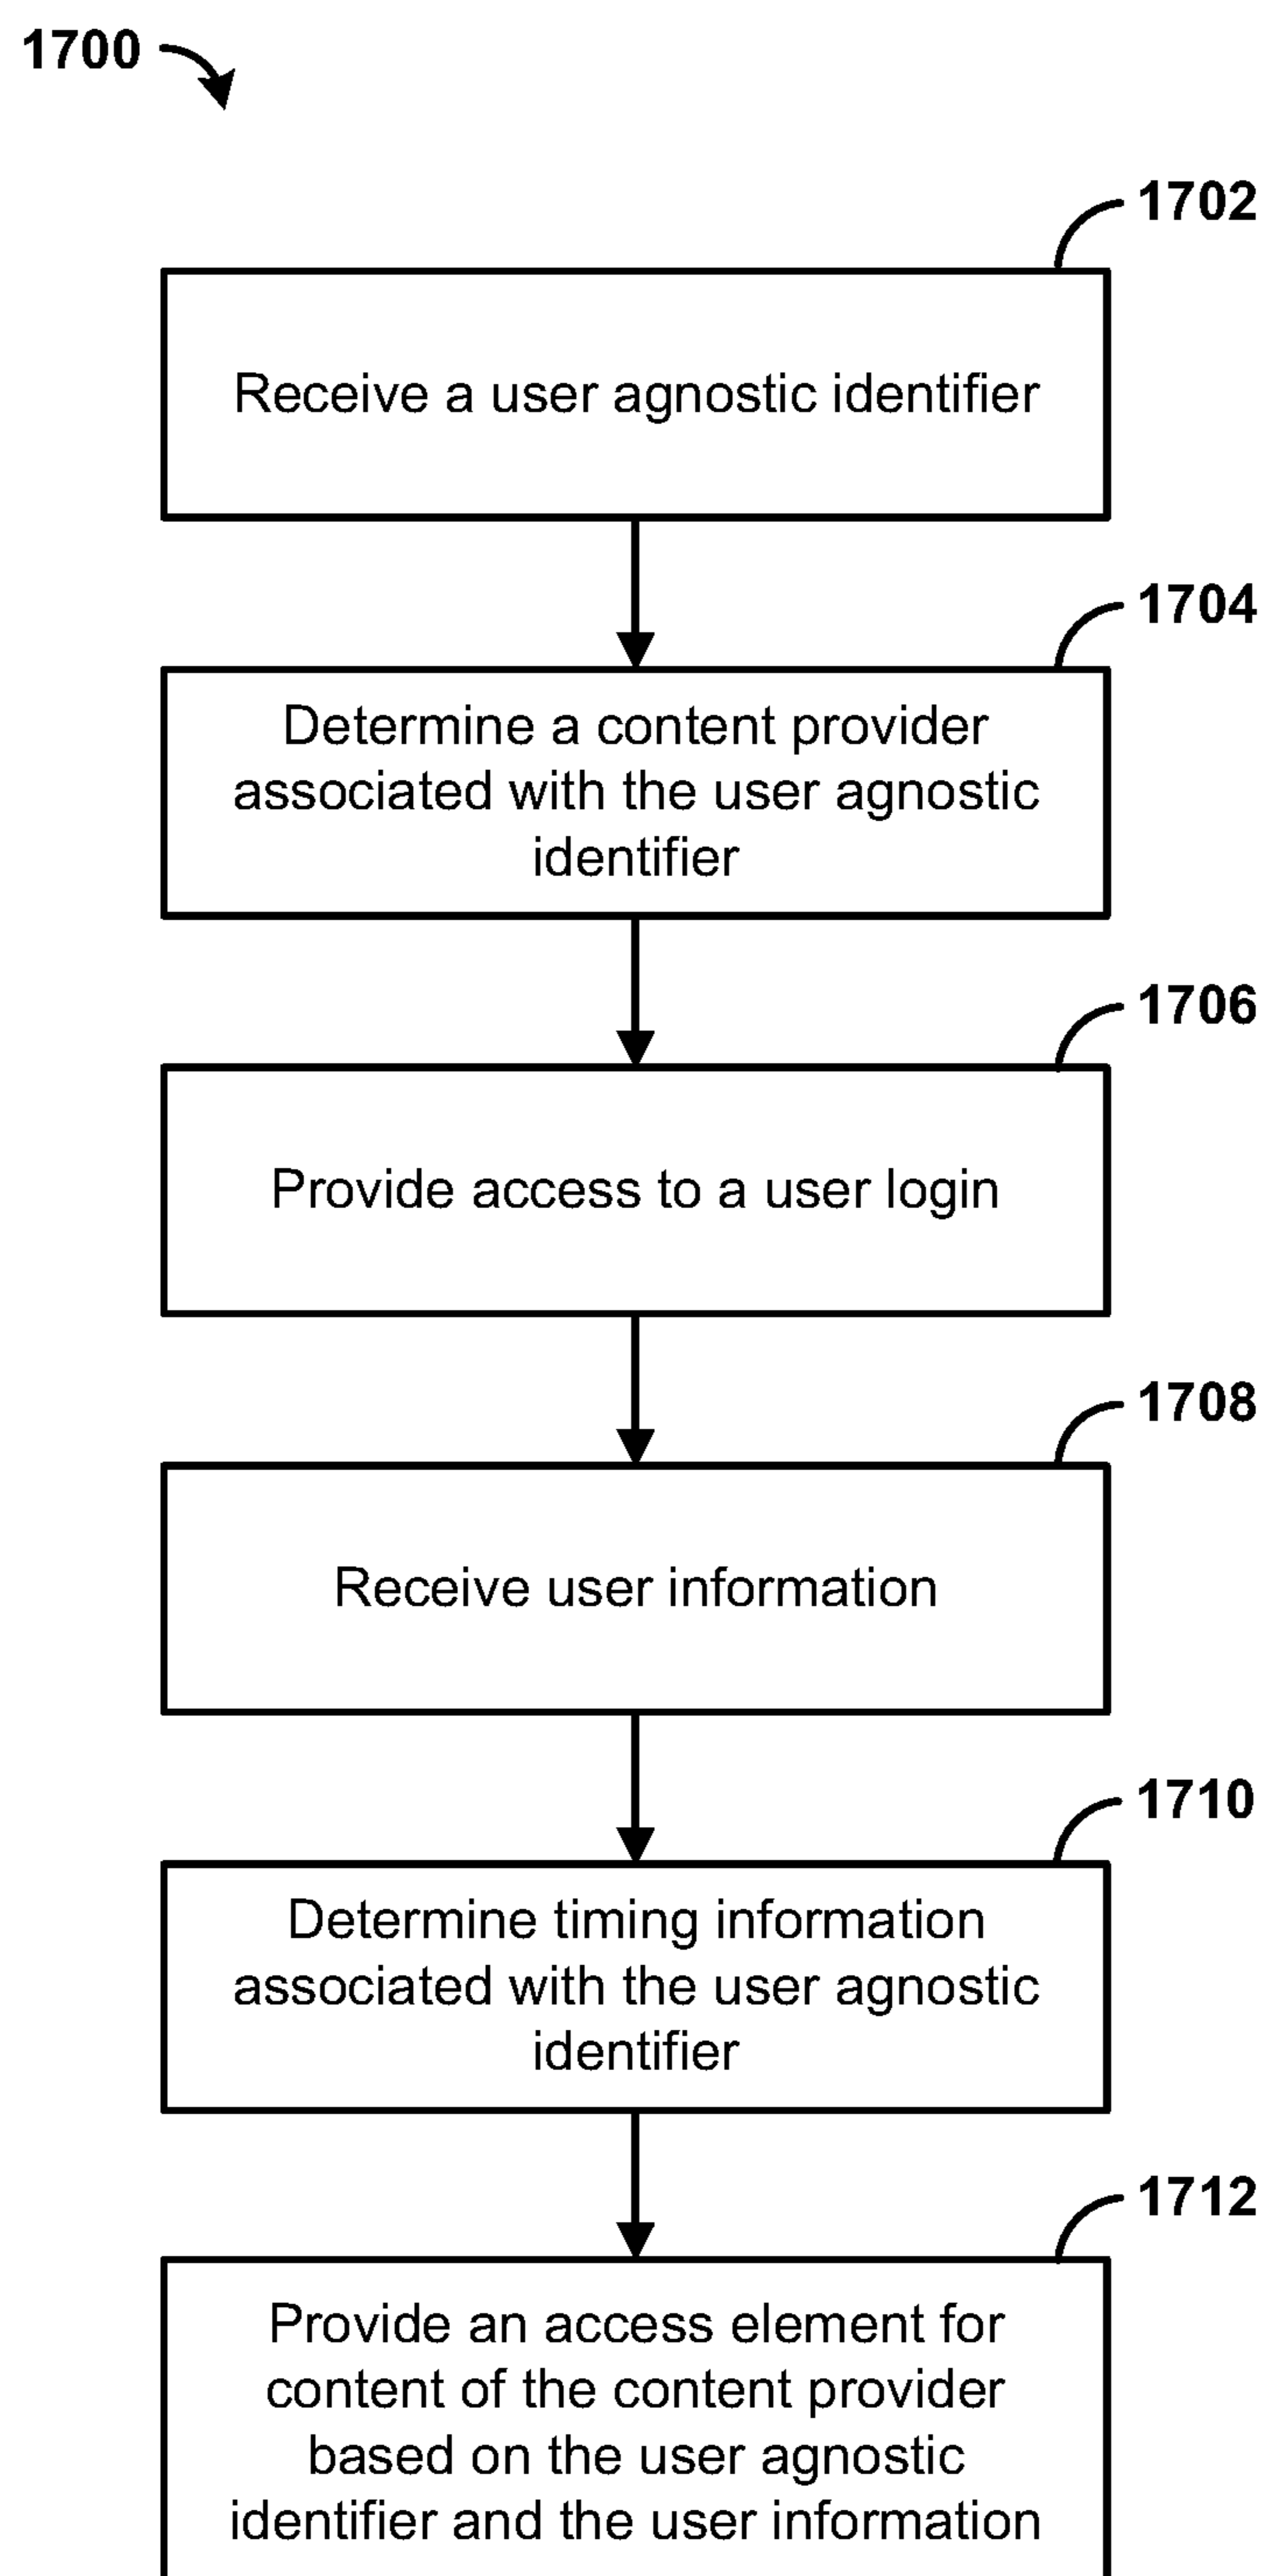 1700
1702
Receive a user agnostic identifier
1704
Determine a content provider
associated with the user agnostic
identifier
1706
Provide access to a user login
1708
Receive user information
1710
Determine timing information
associated with the user agnostic
identifier
1712
Provide an access element for
content of the content provider
based on the user agnostic
identifier and the user information